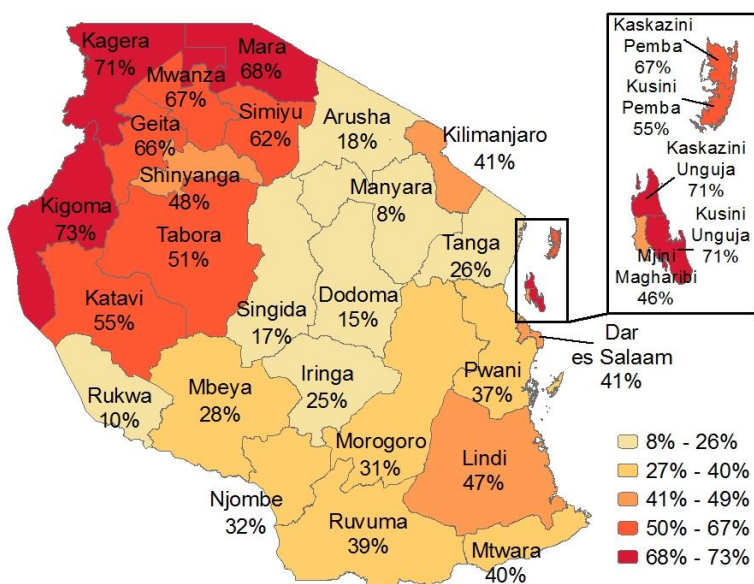 Kagera
71%
Mara
68%
Mwanza
67%
Simiyu
62%
Geita
66%
Shinyanga
48%
Kigoma
73%
Tabora
51%
Katavi
55%
Arusha
18%
Kilimanjaro
41%
Manyara
8%
Tanga
26%
Singida
17%
Dodoma
15%
Rukwa
10%
Mbeya
28%
Iringa
25%
Morogoro
31%
Pwani
37%
Dar
es Salaam
41%
Lindi
47%
Njombe
32%
Ruvuma
39%
Mtwara
40%
Kaskazini
Pemba
67%
Kusini
Pemba
55%
Kaskazini
Unguja
71%
Kusini
Unguja
71%
Mjini
Magharibi
46%
8% - 26%
27% - 40%
41% - 49%
50% - 67%
68% - 73%